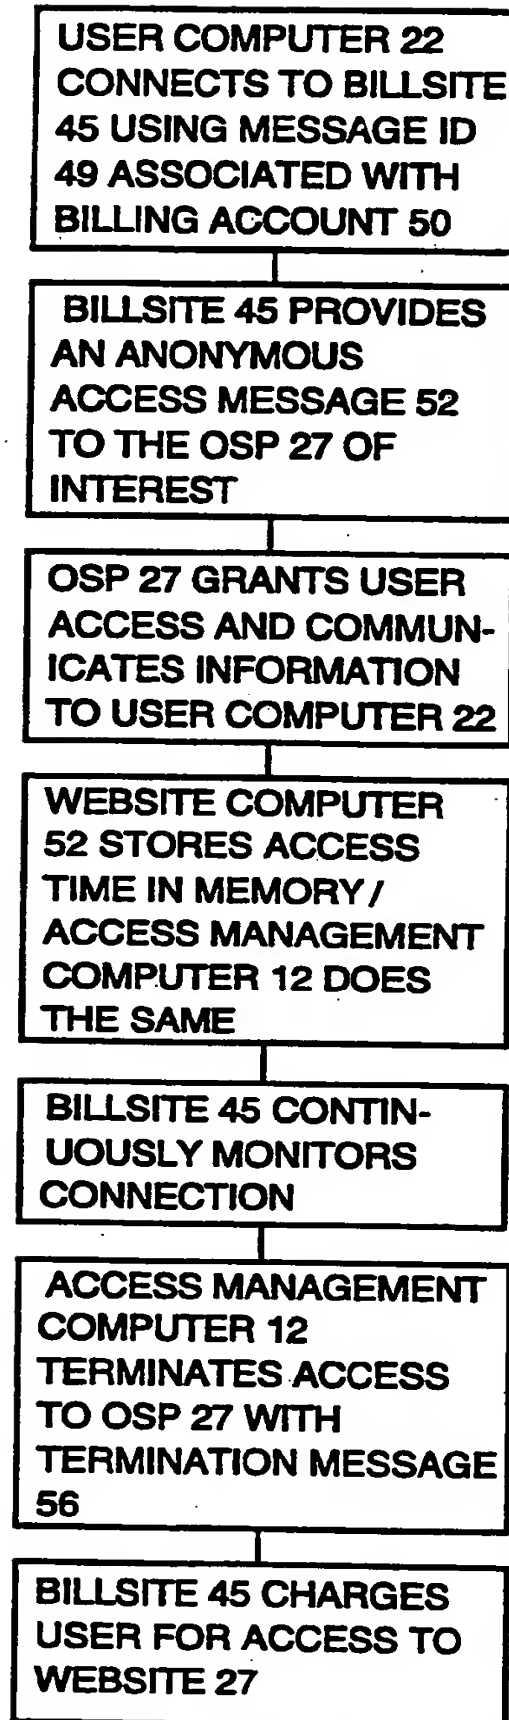 USER COMPUTER 22
CONNECTS TO BILLSITE
45 USING MESSAGE ID
49 ASSOCIATED WITH
BILLING ACCOUNT 50
BILLSITE 45 PROVIDES
AN ANONYMOUS
ACCESS MESSAGE 52
TO THE OSP 27 OF
INTEREST
OSP 27 GRANTS USER
ACCESS AND COMMUN-
ICATES INFORMATION
TO USER COMPUTER 22
WEBSITE COMPUTER
52 STORES ACCESS
TIME IN MEMORY/
ACCESS MANAGEMENT
COMPUTER 12 DOES
THE SAME
BILLSITE 45 CONTIN-
UOUSLY MONITORS
CONNECTION
ACCESS MANAGEMENT
COMPUTER 12
TERMINATES ACCESS
TO OSP 27 WITH
TERMINATION MESSAGE
56
BILLSITE 45 CHARGES
USER FOR ACCESS TO
WEBSITE 27